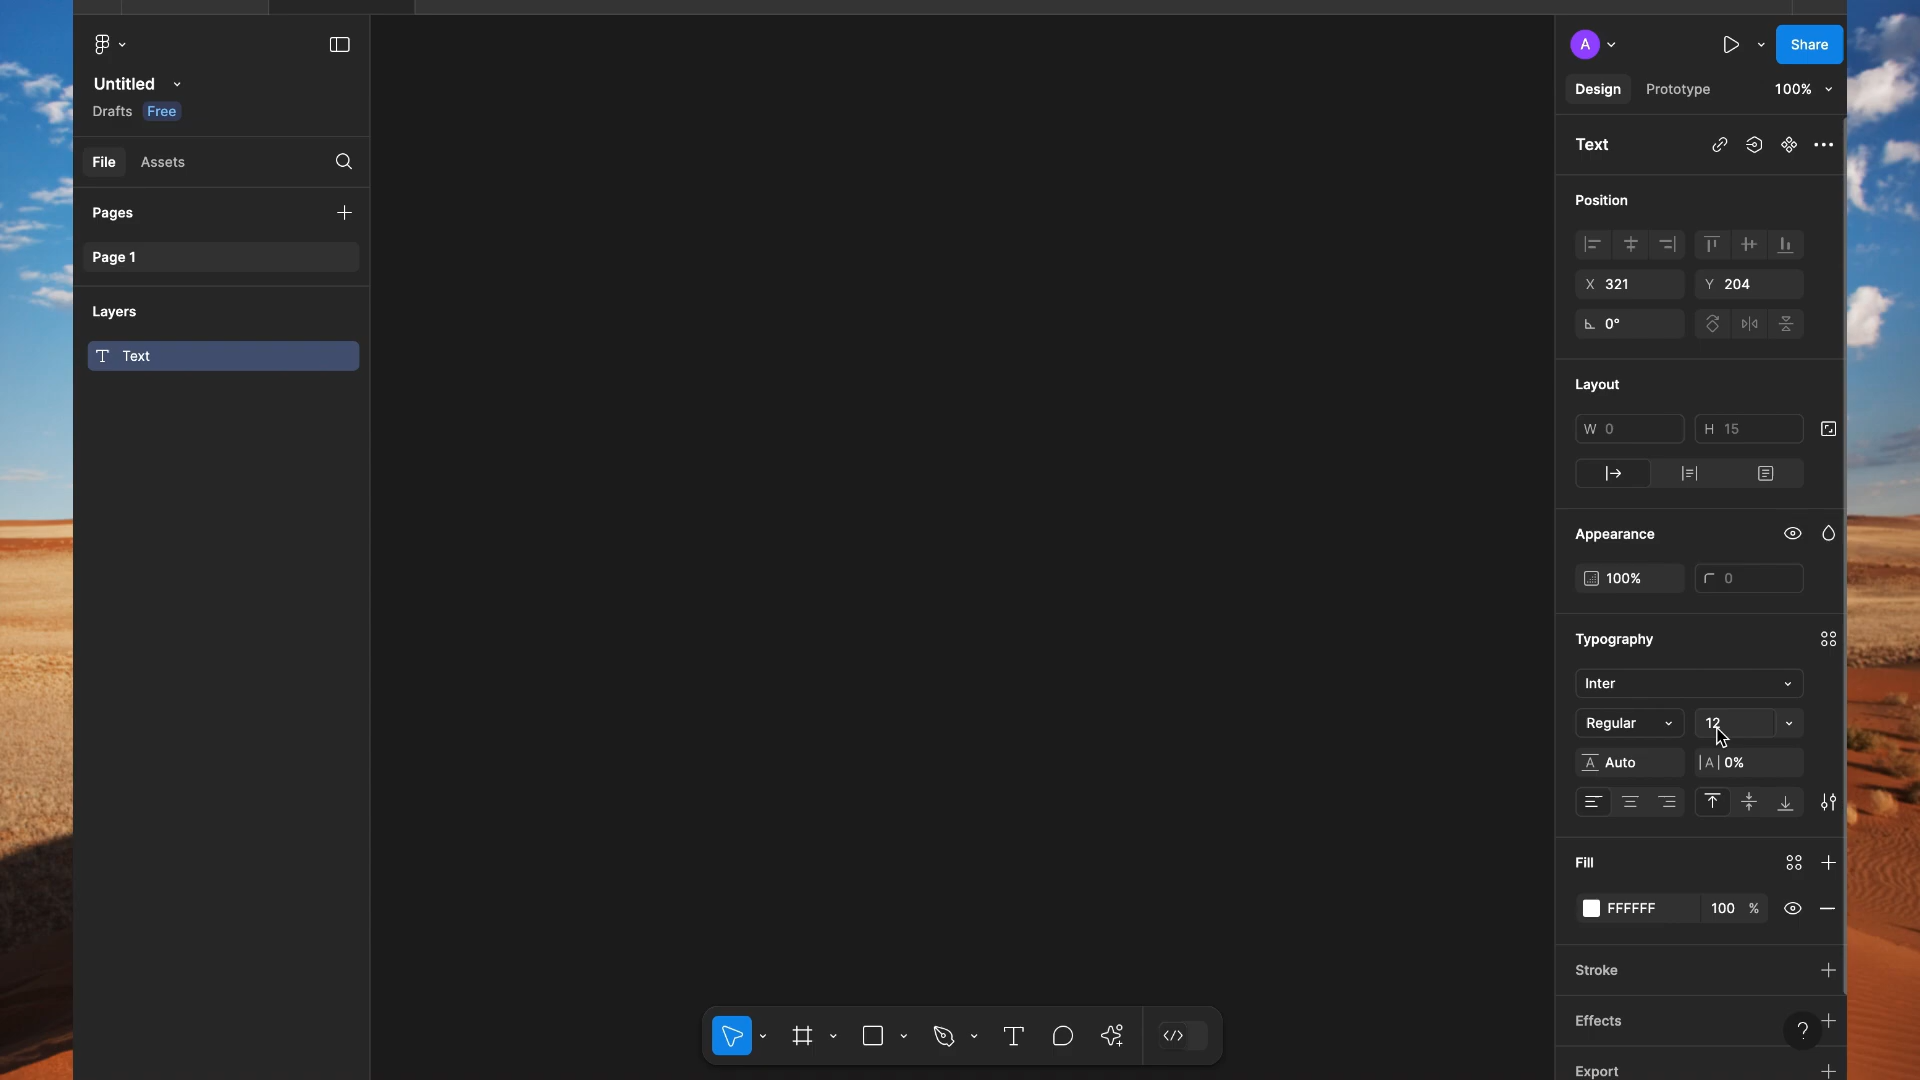 Untitled
Drafts Free
File Assets
Pages
Page 1
Layers
Text
A
Share
Design Prototype 100%
Text
Position
X 321 Y 204
0°
Layout
W 0 H 15
Appearance
100% 0
Typography
Inter
Regular 12
A Auto |A| 0%
Fill
FFFFFF 100 %
Stroke
Effects
?
Export
T